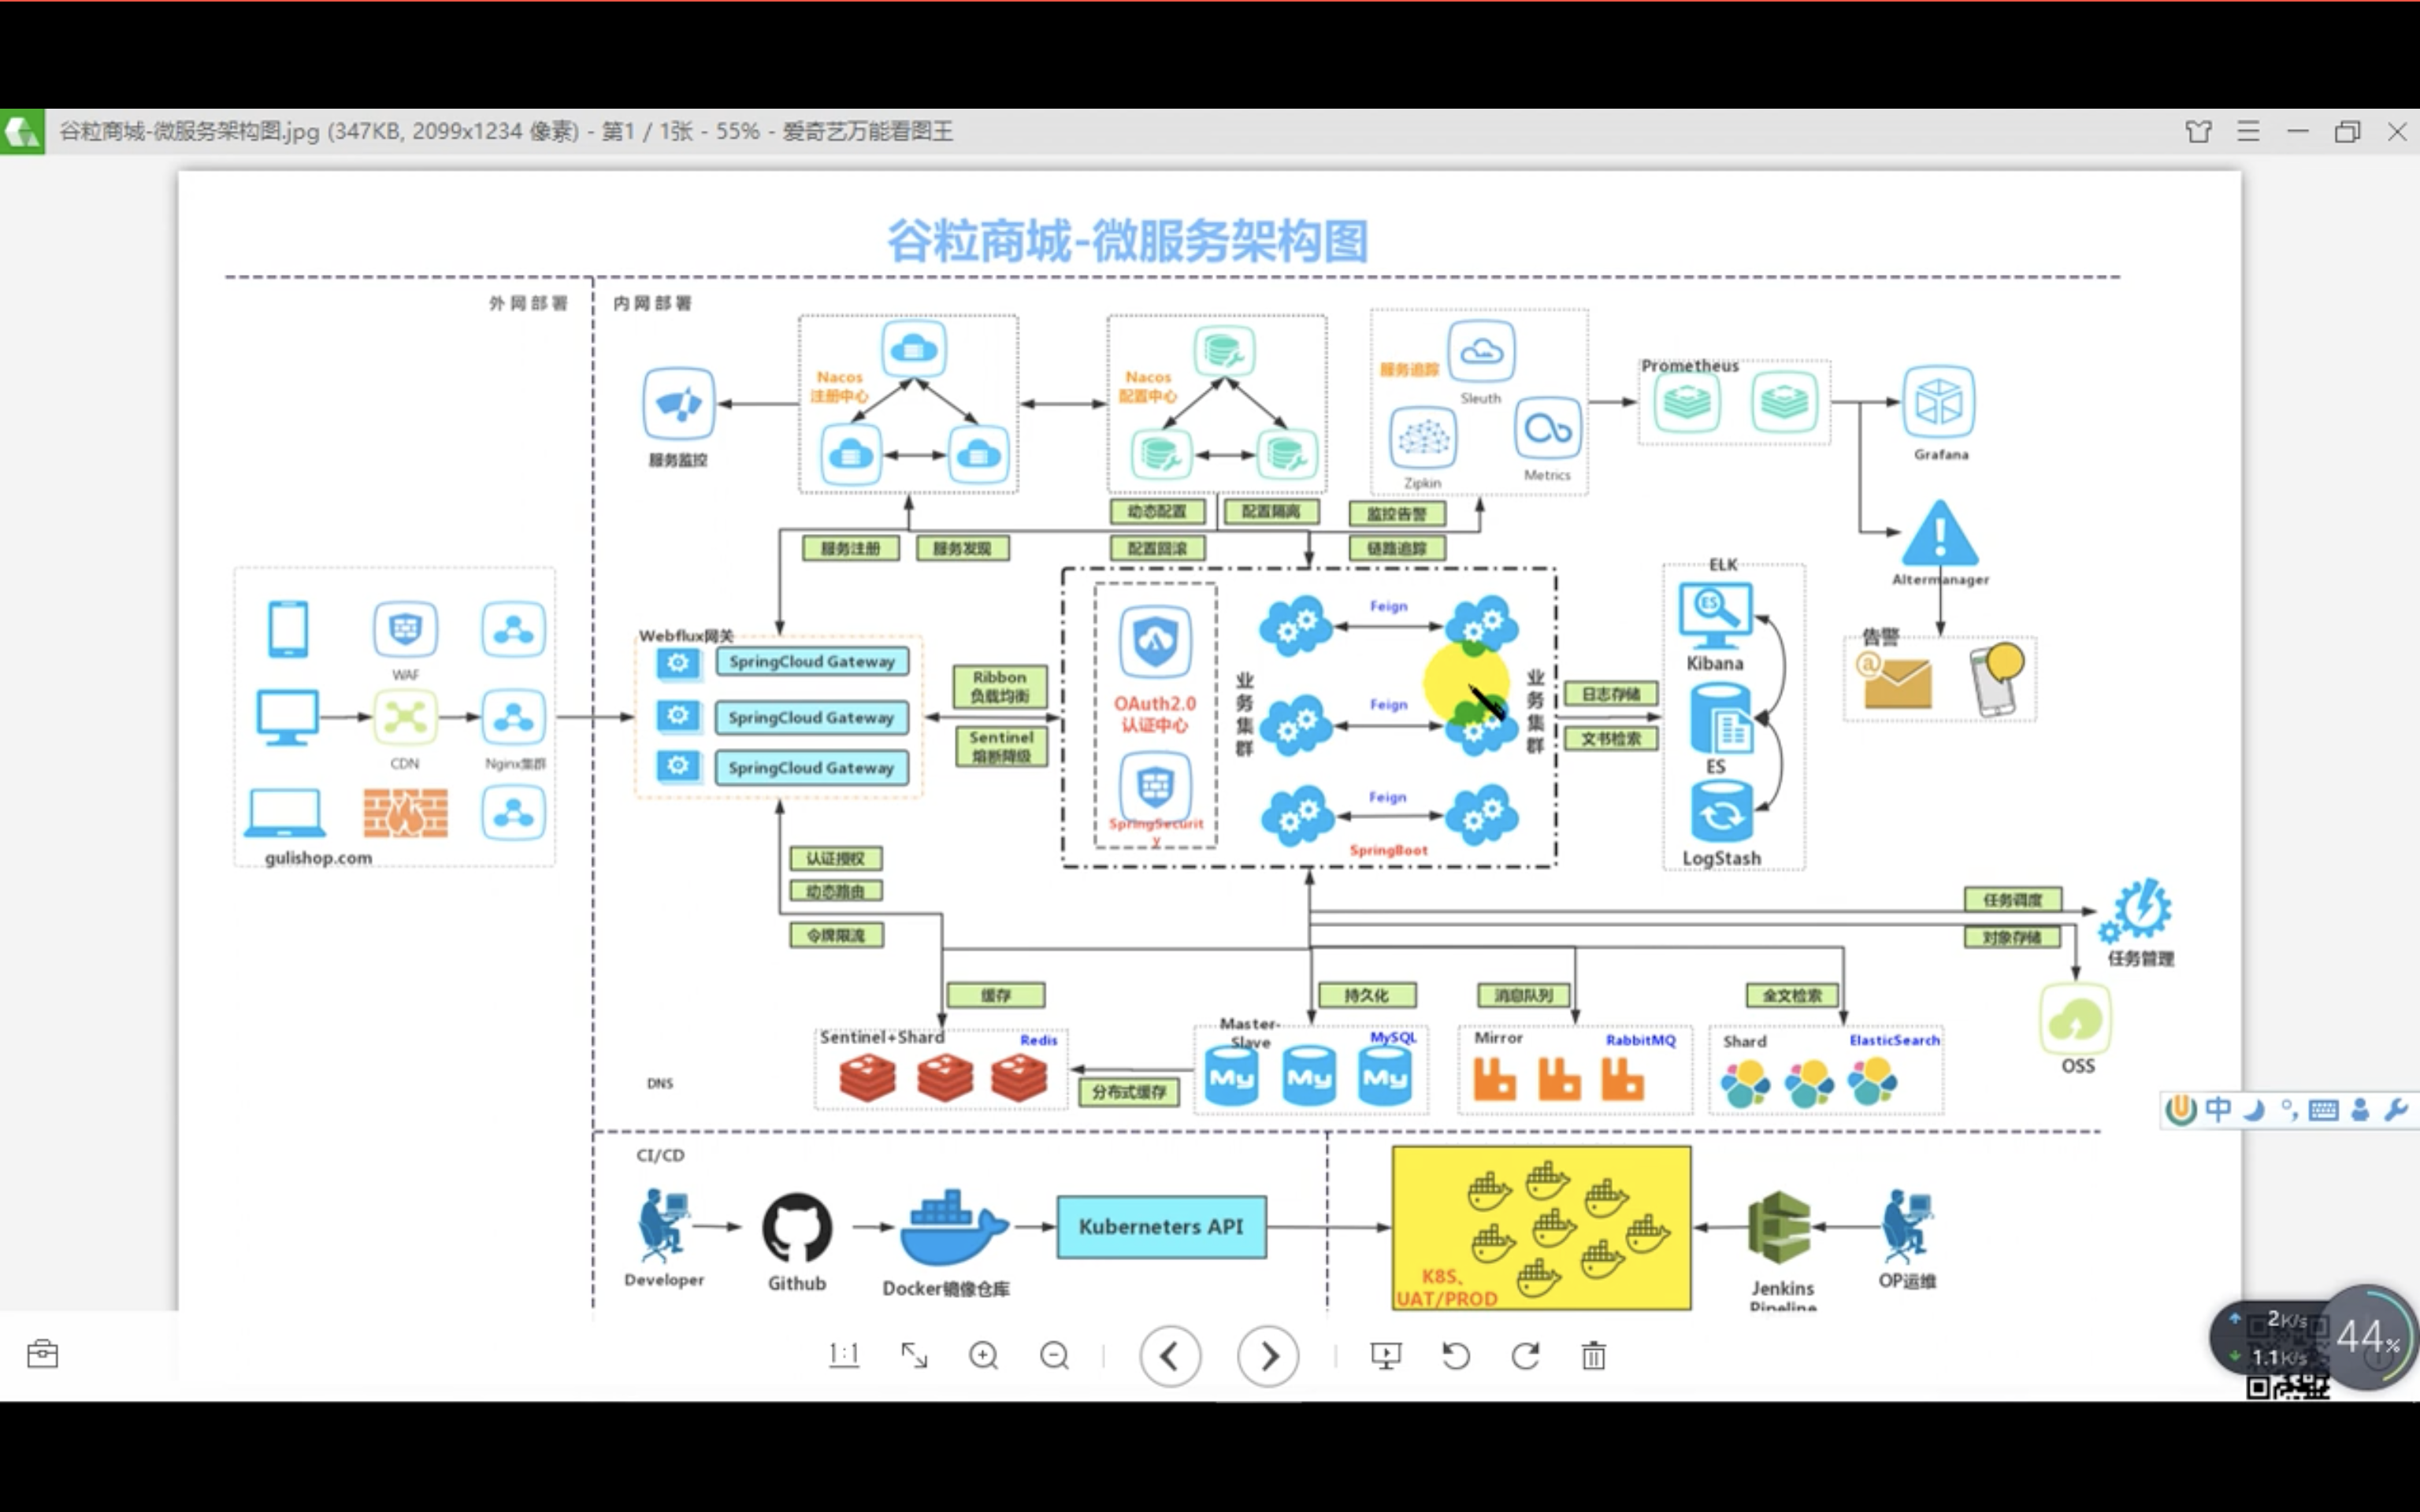 谷粒商城-微服务架构图.jpg (347KB, 2099x1234 像素) - 第1 / 1张 - 55% - 爱奇艺万能看图王
谷粒商城-微服务架构图
外网部署
内网部署
Nacos
注册中心
Nacos
配置中心
服务追踪
Sleuth
Zipkin
Metrics
Prometheus
Grafana
服务监控
动态配置
配置隔离
监控告警
服务注册
服务发现
配置回滚
链路追踪
Altermanager
告警
@
WAF
CDN
Nginx集群
gulishop.com
Webflux网关
SpringCloud Gateway
SpringCloud Gateway
SpringCloud Gateway
Ribbon
负载均衡
Sentinel
熔断降级
OAuth2.0
认证中心
SpringSecurit
y
业务集群
Feign
Feign
Feign
SpringBoot
业务集群
日志存储
文书检索
ELK
ES
Kibana
ES
LogStash
认证授权
动态路由
令牌限流
任务调度
对象存储
任务管理
OSS
缓存
持久化
消息队列
全文检索
Sentinel+Shard
Redis
分布式缓存
Master-
Slave
MySQL
My
My
My
Mirror
RabbitMQ
Shard
ElasticSearch
DNS
CI/CD
Developer
Github
Docker镜像仓库
Kuberneters API
K8S、
UAT/PROD
Jenkins
Pipeline
OP运维
中
1:1
2K/s
1.1K/s
44%